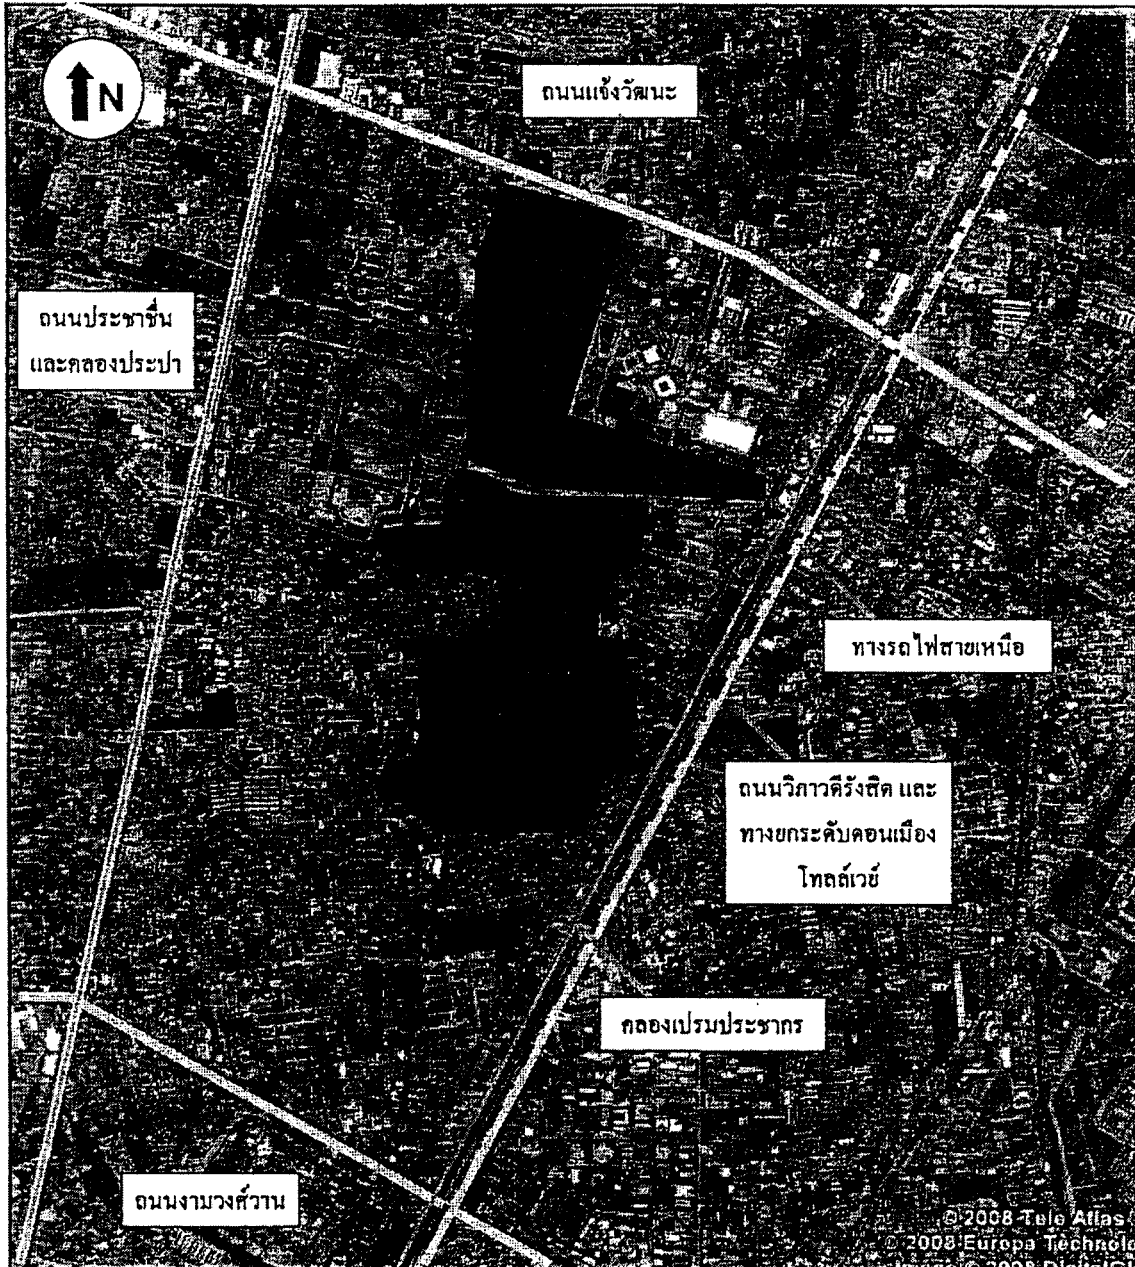 N
ถนนแจ้งวัฒนะ
ถนนประชาชื่น
และคลองประปา
ทางรถไฟสายเหนือ
ถนนวิภาวดีรังสิต และ
ทางยกระดับดอนเมือง
โทลล์เวย์
คลองเปรมประชากร
ถนนงามวงศ์วาน
© 2008 Tele Atlas
© 2008 Europa Technolo
© 2008 DigitalGl